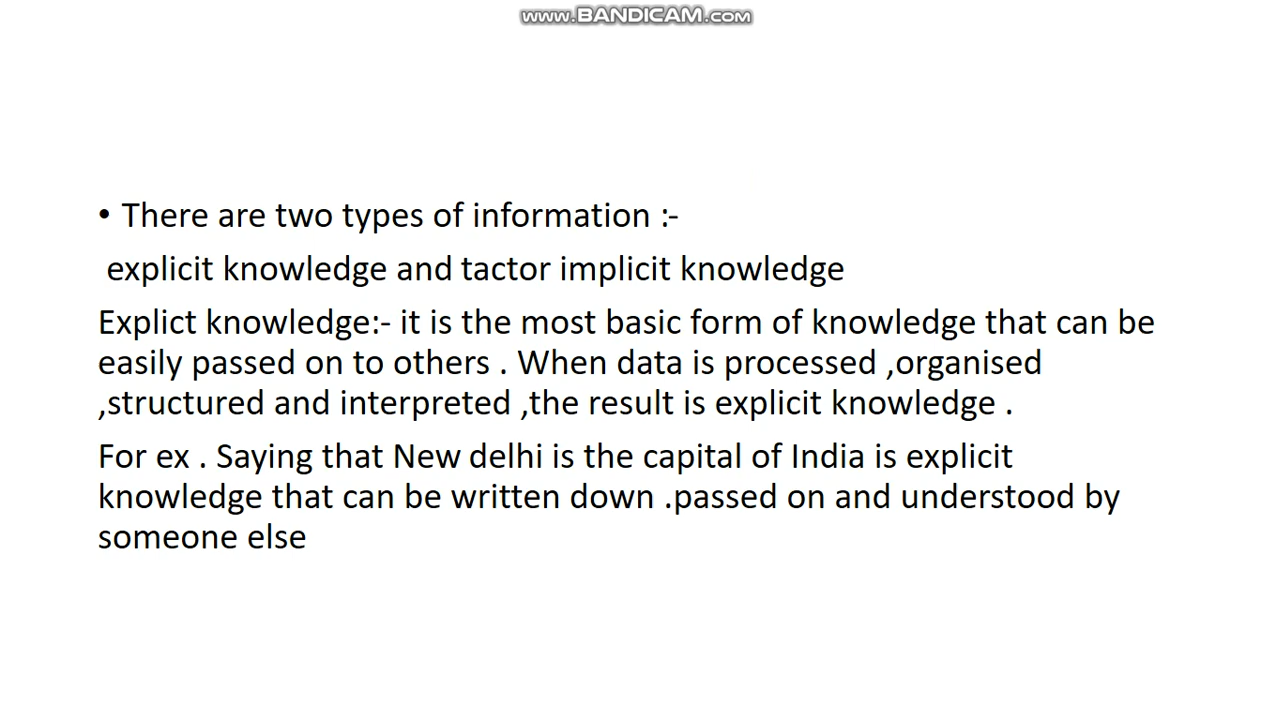 www.BANDICAM.com
• There are two types of information :-
explicit knowledge and tactor implicit knowledge
Explict knowledge:- it is the most basic form of knowledge that can be
easily passed on to others . When data is processed ,organised
,structured and interpreted ,the result is explicit knowledge .
For ex . Saying that New delhi is the capital of India is explicit
knowledge that can be written down .passed on and understood by
someone else